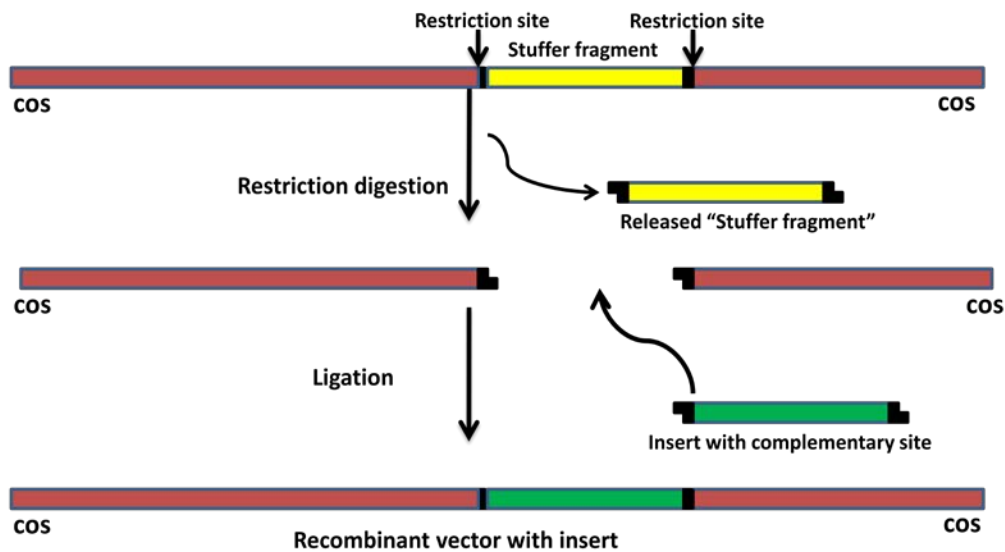 Restriction site
Restriction site
Stuffer fragment
cos
cos
Restriction digestion
Released “Stuffer fragment”
cos
cos
Ligation
Insert with complementary site
cos
cos
Recombinant vector with insert